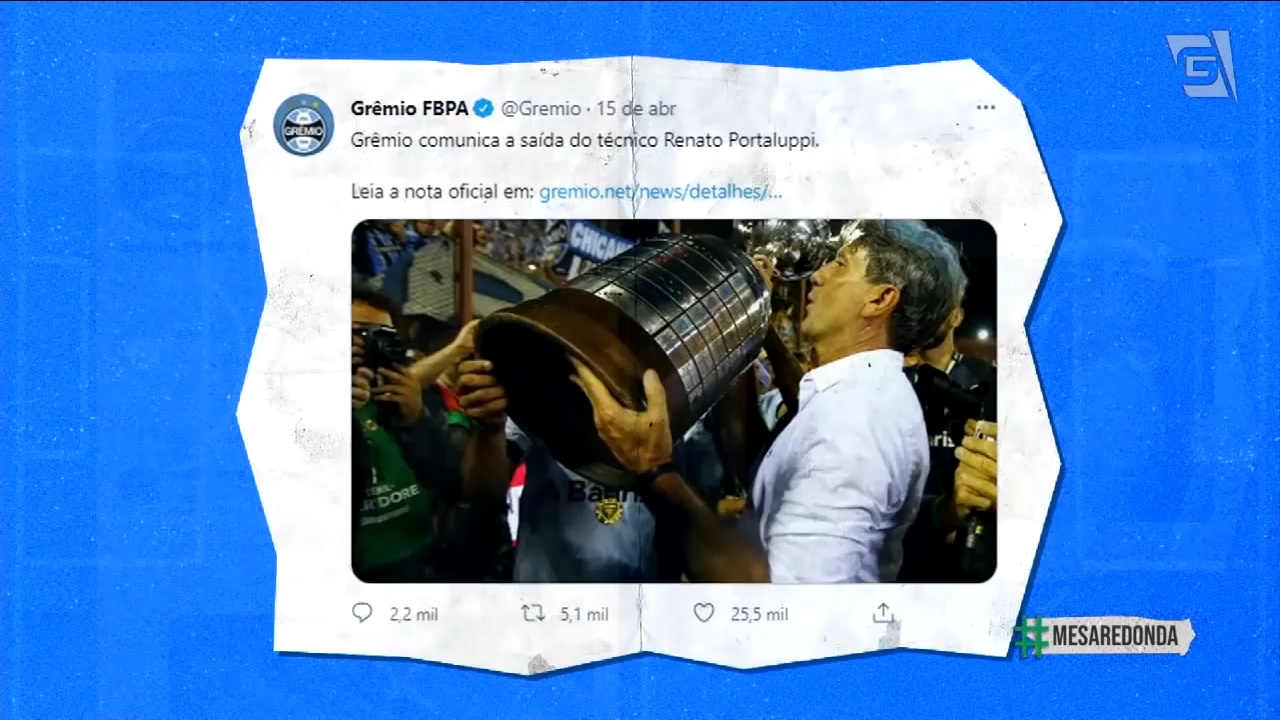 Grêmio FBPA @Gremio · 15 de abr
GRÊMIO
Grêmio comunica a saída do técnico Renato Portaluppi.
Leia a nota oficial em: gremio.net/news/detalhes/...
2,2 mil 5,1 mil 25,5 mil
#MESAREDONDA